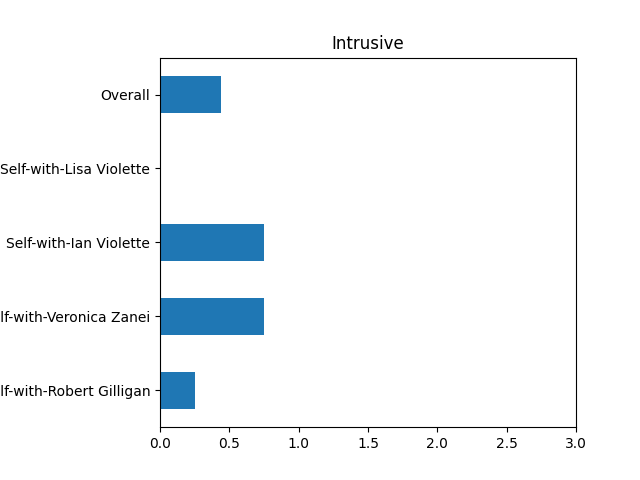 Intrusive
Overall
Self-with-Lisa Violette
Self-with-Ian Violette
lf-with-Veronica Zanei
lf-with-Robert Gilligan
0.0 0.5 1.0 1.5 2.0 2.5 3.0